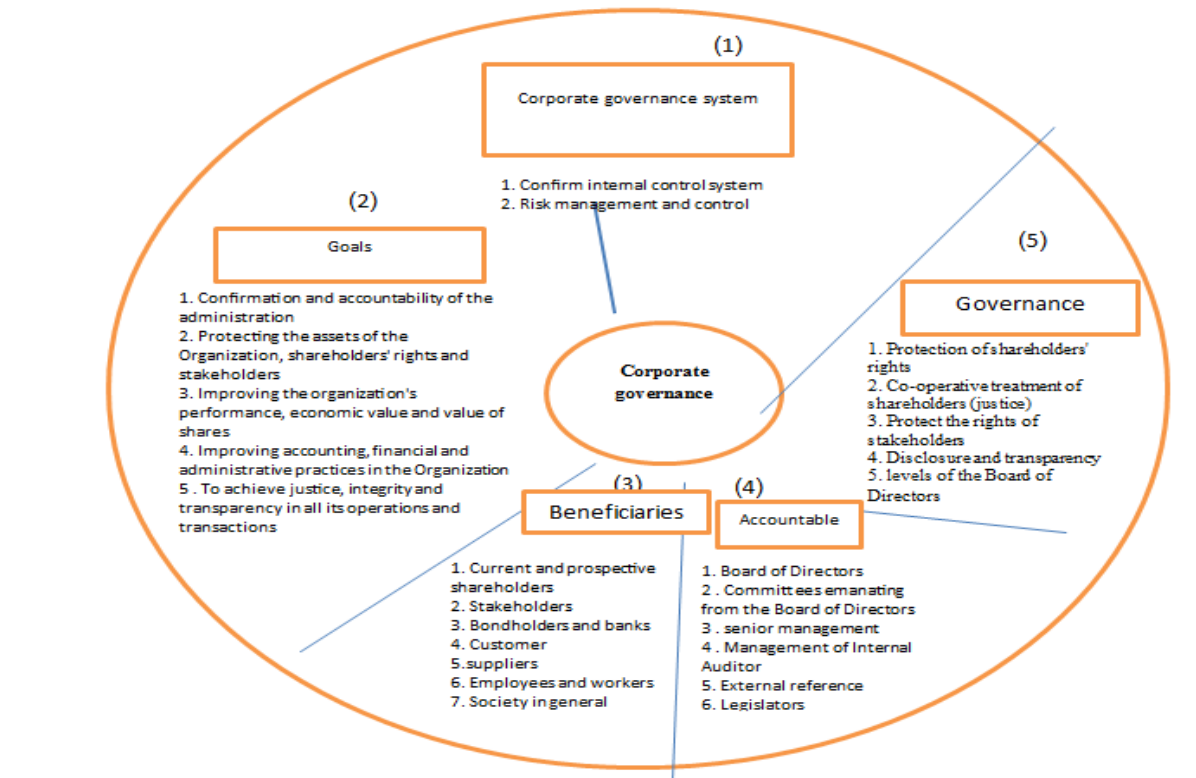 (1)
Corporate governance system
1. Confirm internal control system
2. Risk management and control
(2)
Goals
1. Confirmation and accountability of the
administration
2. Protecting the assets of the
Organization, shareholders' rights and
stakeholders
3. Improving the organization's
performance, economic value and value of
shares
4. Improving accounting, financial and
administrative practices in the Organization
5 . To achieve justice, integrity and
transparency in all its operations and
transactions
Corporate
governance
(3)
Beneficiaries
1. Current and prospective
shareholders
2. Stakeholders
3. Bondholders and banks
4. Customer
5.suppliers
6. Employees and workers
7. Society in general
(4)
Accountable
1. Board of Directors
2 . Committees emanating
from the Board of Directors
3 . senior management
4 . Management of Internal
Auditor
5. External reference
6. Legislators
(5)
Governance
1. Protection of shareholders'
rights
2. Co-operative treatment of
shareholders (justice)
3. Protect the rights of
stakeholders
4. Disclosure and transparency
5. levels of the Board of
Directors